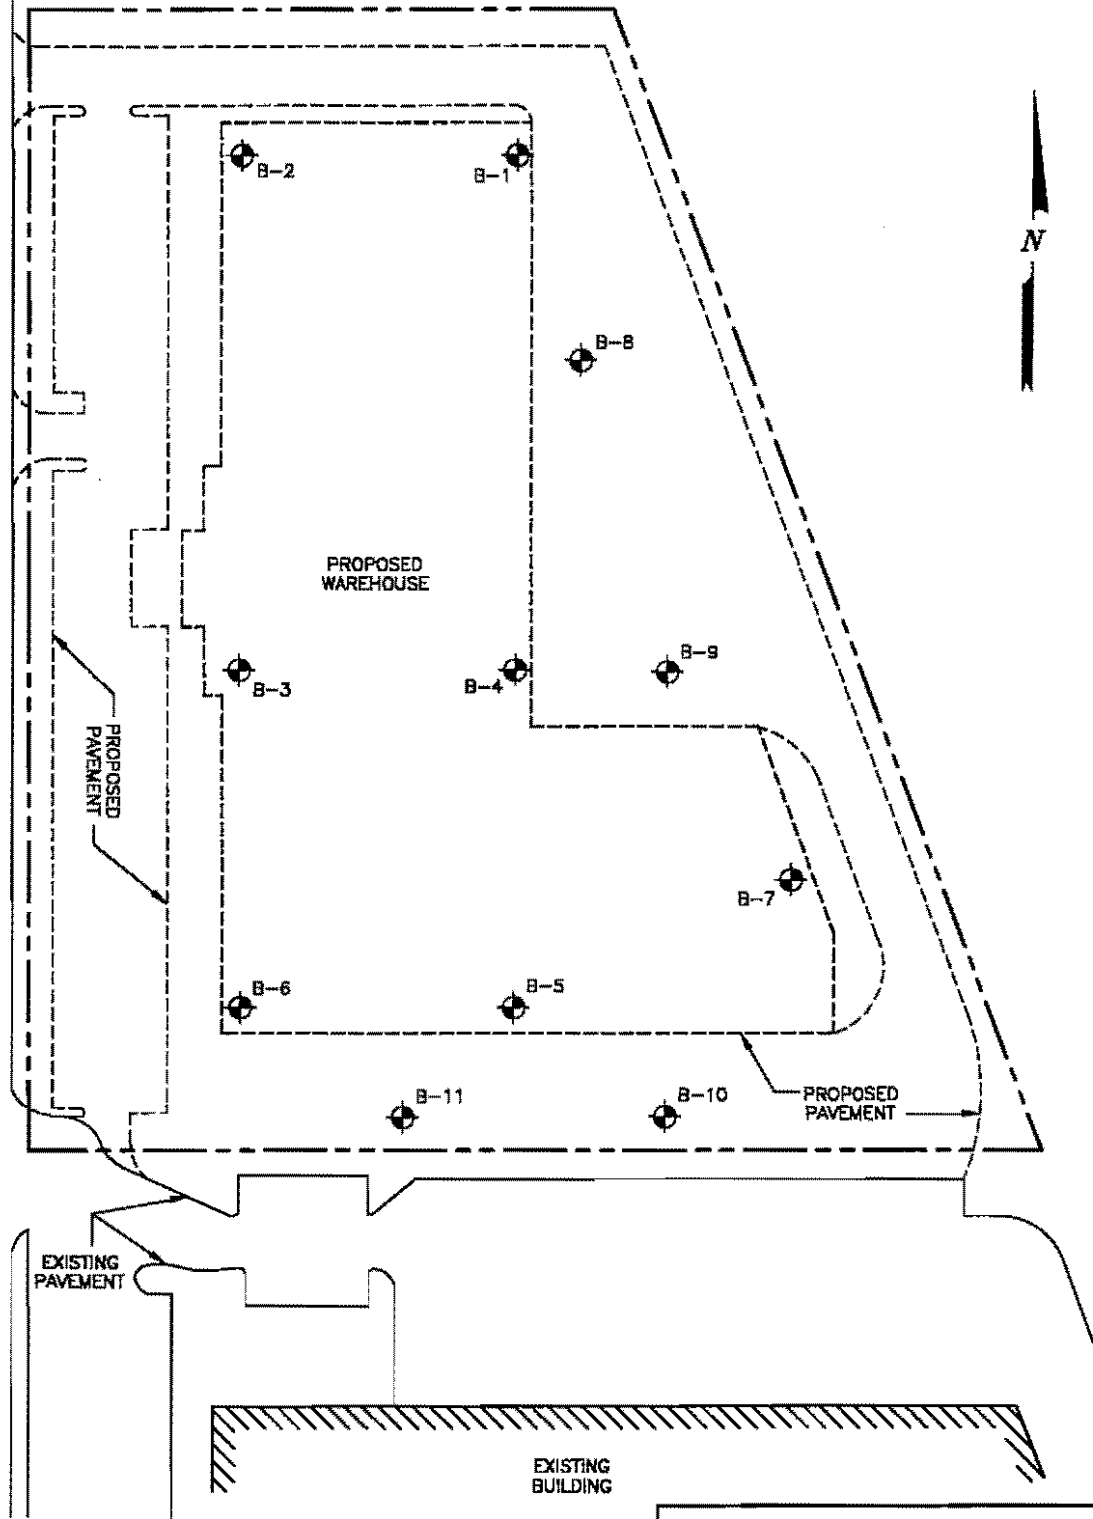 B-2
B-1
N
B-8
PROPOSED
WAREHOUSE
B-3
B-4
B-9
PROPOSED
PAVEMENT
B-7
B-6
B-5
B-11
B-10
PROPOSED
PAVEMENT
EXISTING
PAVEMENT
EXISTING
BUILDING